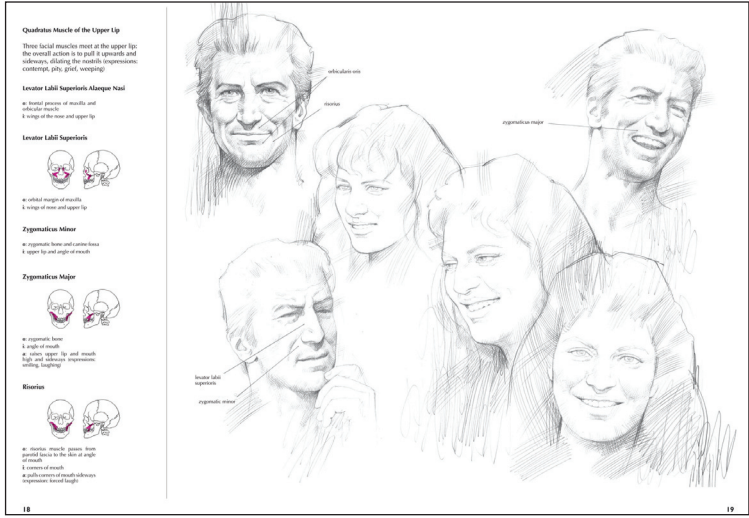 Quadratus Muscle of the Upper Lip
Three facial muscles meet at the upper lip:
the overall action is to pull it upwards and
sideways, dilating the nostrils (expressions:
contempt, pity, grief, weeping)
Levator Labii Superioris Alaeque Nasi
o: frontal process of maxilla and
orbicular muscle
i: wings of the nose and upper lip
Levator Labii Superioris
o: orbital margin of maxilla
i: wings of nose and upper lip
Zygomaticus Minor
o: zygomatic bone and canine fossa
i: upper lip and angle of mouth
Zygomaticus Major
o: zygomatic bone
i: angle of mouth
a: raises upper lip and mouth
high and sideways (expressions:
smiling, laughing)
Risorius
o: risorius muscle passes from
parotid fascia to the skin at angle
of mouth
i: corners of mouth
a: pulls corners of mouth sideways
(expression: forced laugh)
18
orbicularis oris
risorius
zygomaticus major
levator labii
superioris
zygomatic minor
19